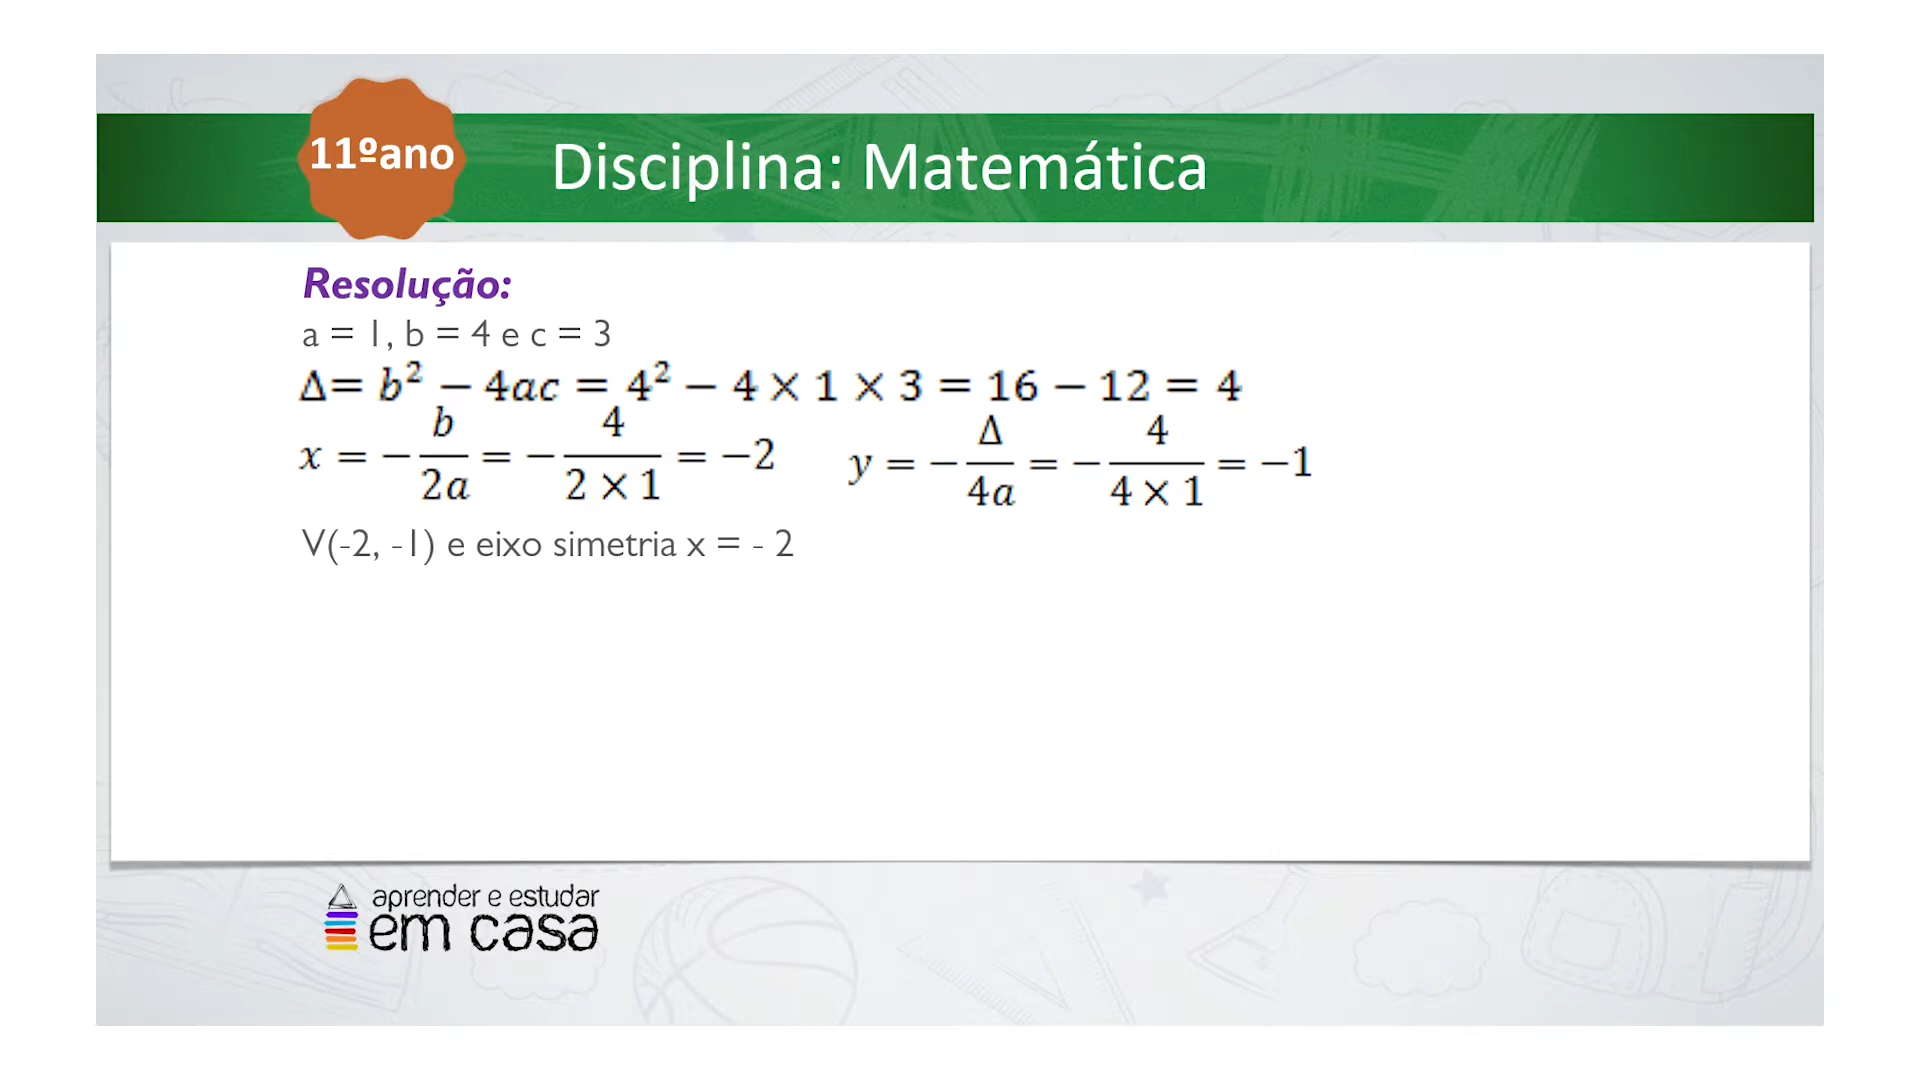 11ºano
Disciplina: Matemática
Resolução:
a = 1, b = 4 e c = 3
Δ= b² − 4ac = 4² − 4 × 1 × 3 = 16 − 12 = 4
x = −b/2a = −4/(2 × 1) = −2    y = −Δ/4a = −4/(4 × 1) = −1
V(-2, -1) e eixo simetria x = - 2
aprender e estudar
em casa